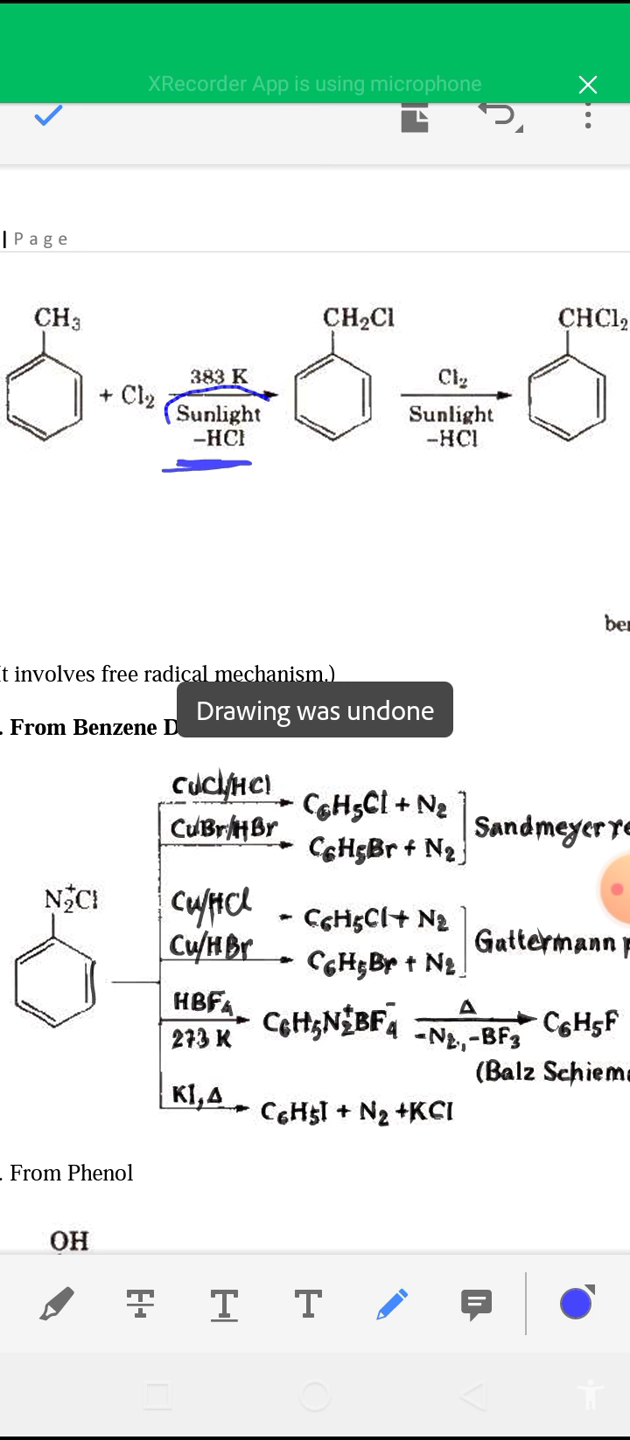 XRecorder App is using microphone
| Page
CH₃ CH₂Cl CHCl₂
+ Cl₂ 383 K Cl₂
Sunlight Sunlight
–HCl –HCl
It involves free radical mechanism.)
. From Benzene D
Drawing was undone
CuCl/HCl C₆H₅Cl + N₂
CuBr/HBr C₆H₅Br + N₂ Sandmeyer re
N₂⁺Cl
Cu/HCl C₆H₅Cl + N₂
Cu/HBr C₆H₅Br + N₂ Gattermann
HBF₄ C₆H₅N₂⁺BF₄⁻ Δ C₆H₅F
273 K -N₂, -BF₃
(Balz Schiem
KI, Δ C₆H₅I + N₂ +KCl
. From Phenol
OH